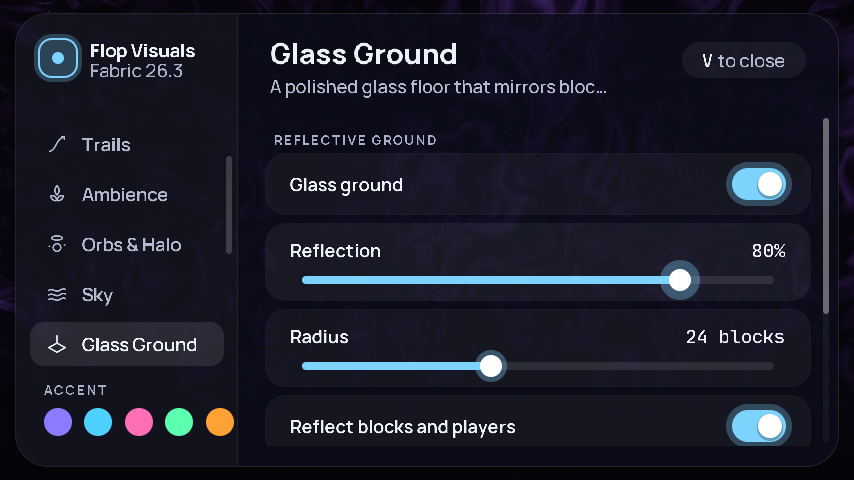 Flop Visuals
Fabric 26.3
Trails
Ambience
Orbs & Halo
Sky
Glass Ground
ACCENT
Glass Ground
A polished glass floor that mirrors bloc...
V to close
REFLECTIVE GROUND
Glass ground
Reflection 80%
Radius 24 blocks
Reflect blocks and players